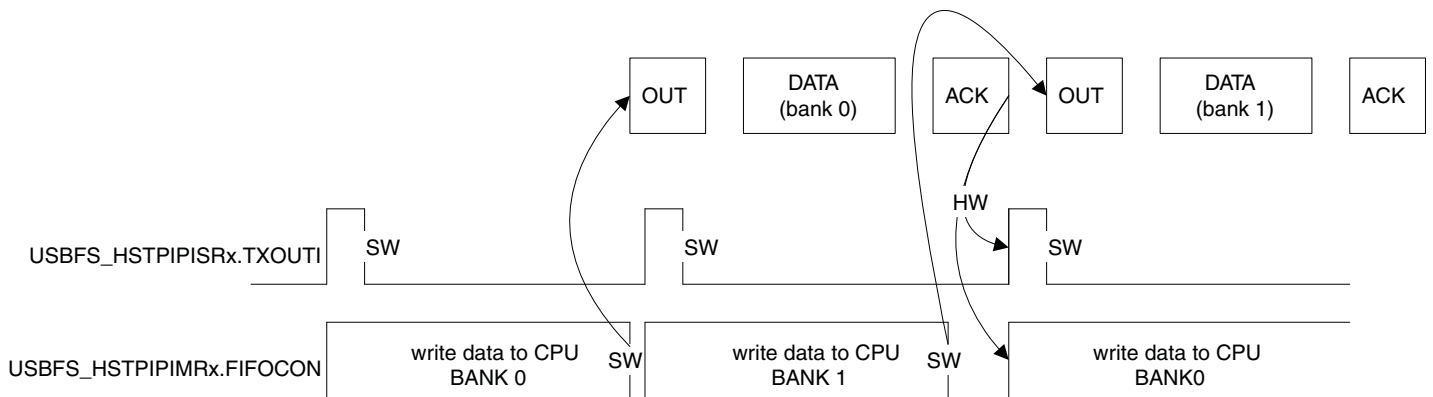 OUT
DATA
(bank 0)
ACK
OUT
DATA
(bank 1)
ACK
HW
USBFS_HSTPIPISRx.TXOUTI
SW
SW
SW
USBFS_HSTPIPIMRx.FIFOCON
write data to CPU
BANK 0
SW
write data to CPU
BANK 1
SW
write data to CPU
BANK0